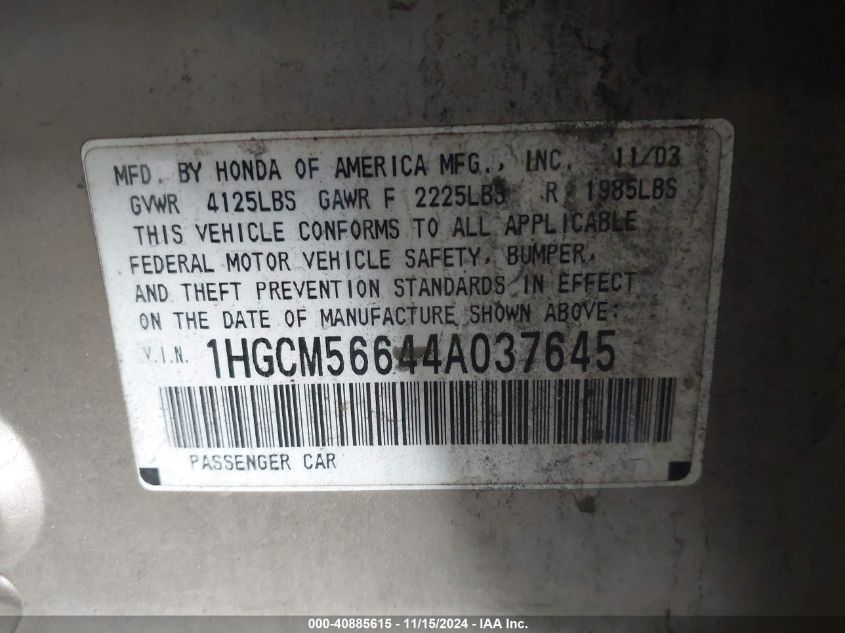 MFD. BY HONDA OF AMERICA MFG., INC. 11/03
GVWR 4125LBS GAWR F 2225LBS R 1985LBS
THIS VEHICLE CONFORMS TO ALL APPLICABLE
FEDERAL MOTOR VEHICLE SAFETY, BUMPER,
AND THEFT PREVENTION STANDARDS IN EFFECT
ON THE DATE OF MANUFACTURE SHOWN ABOVE:
V.I.N. 1HGCM56644A037645
PASSENGER CAR
000-40885615 - 11/15/2024 - IAA Inc.